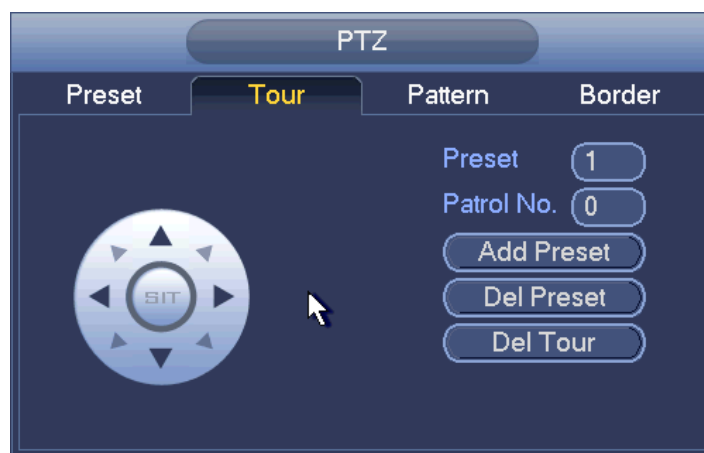 PTZ
Preset Tour Pattern Border
Preset 1
Patrol No. 0
Add Preset
SIT
Del Preset
Del Tour